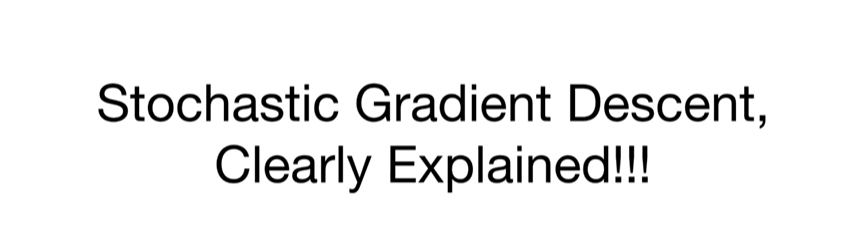 Stochastic Gradient Descent,
Clearly Explained!!!